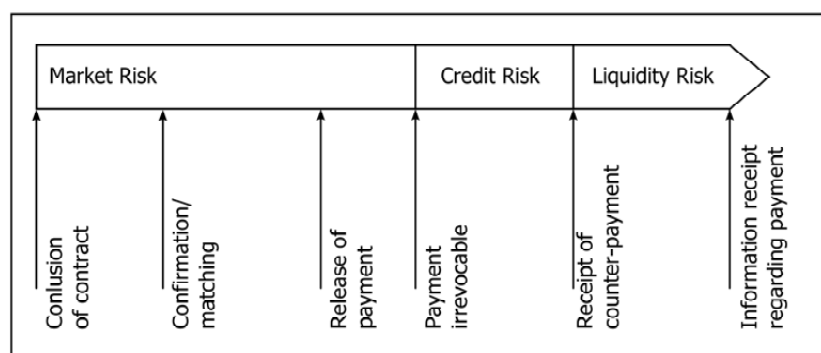 Market Risk
Credit Risk
Liquidity Risk
Conlusion
of contract
Confirmation/
matching
Release of
payment
Payment
irrevocable
Receipt of
counter-payment
Information receipt
regarding payment